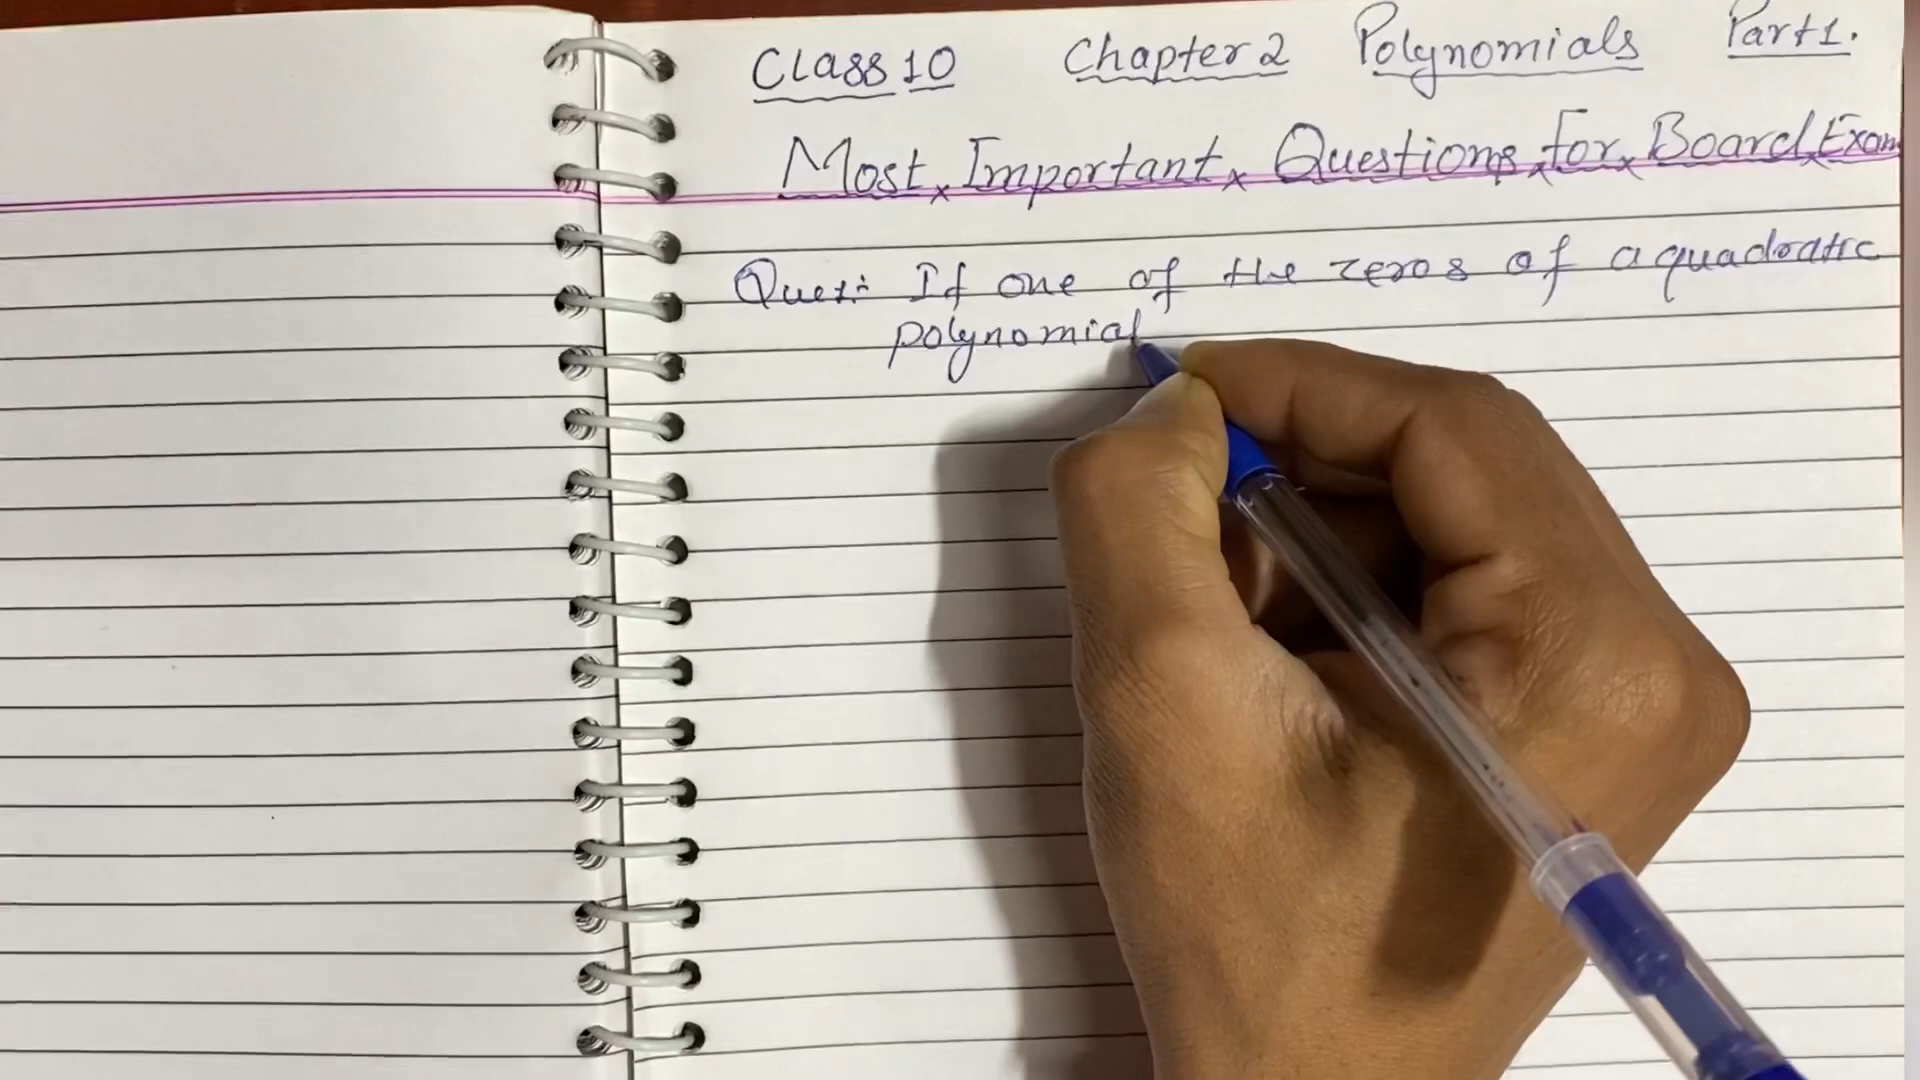 Class 10 Chapter 2 Polynomials Part 1.
Most Important Questions For Board Exam
Ques:- If one of the zeros of a quadratic
polynomial